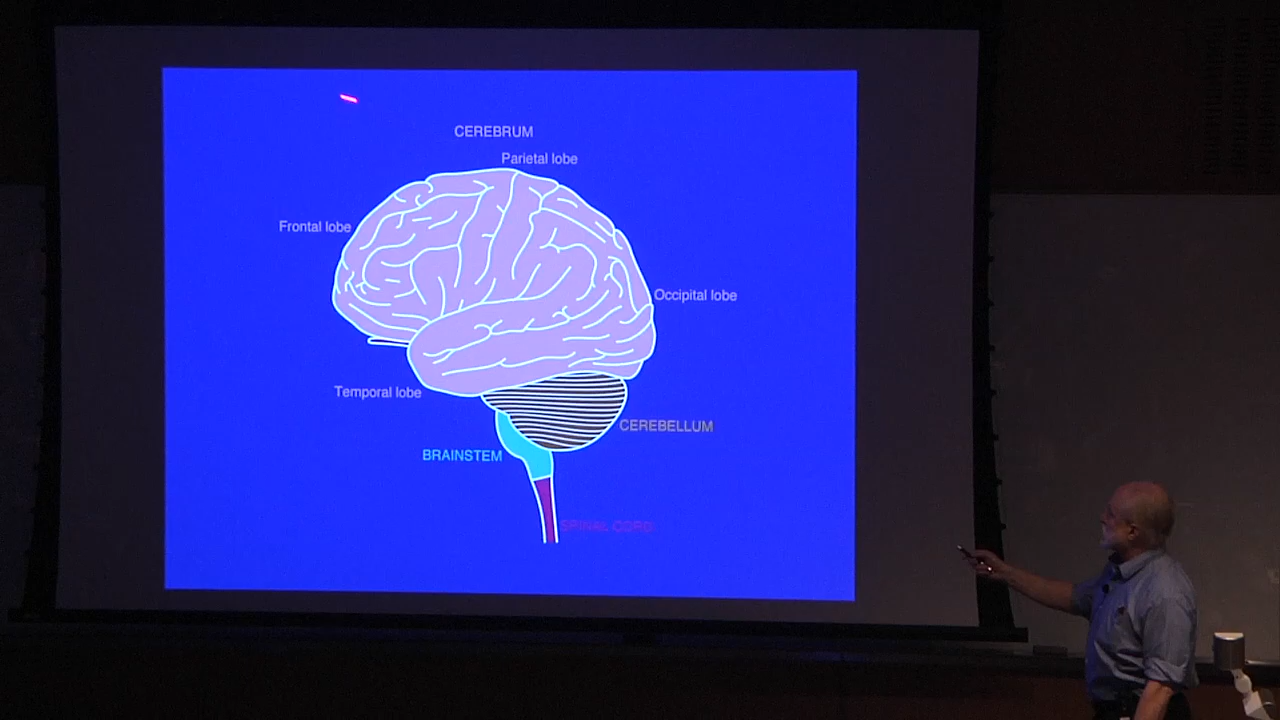 CEREBRUM
Parietal lobe
Frontal lobe
Occipital lobe
Temporal lobe
CEREBELLUM
BRAINSTEM
SPINAL CORD